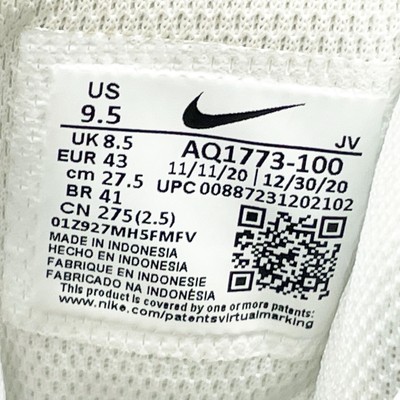 US
9.5
UK 8.5
EUR 43
cm 27.5
BR 41
CN 275(2.5)
JV
AQ1773-100
11/11/20 | 12/30/20
UPC 00887231202102
01Z927MH5FMFV
MADE IN INDONESIA
HECHO EN INDONESIA
FABRIQUE EN INDONESIE
FABRICADO NA INDONÉSIA
This product is covered by one or more patents:
www.nike.com/patentsvirtualmarking